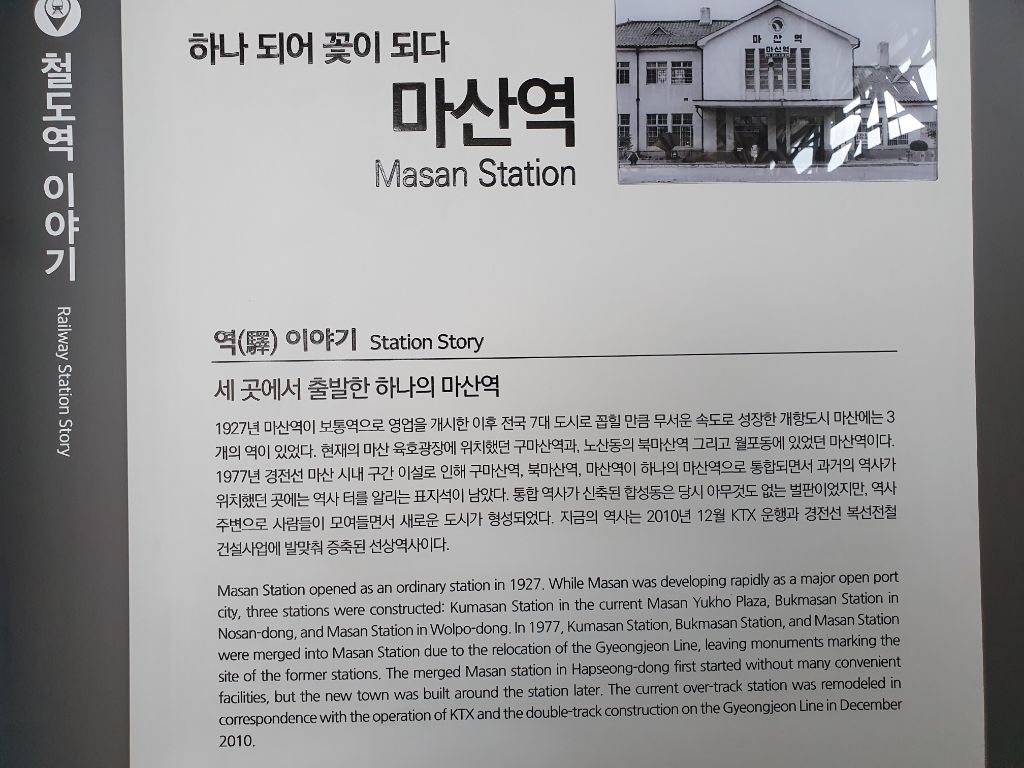 철도역 이야기
Railway Station Story
하나 되어 꽃이 되다
마산역
Masan Station
마산역
마산역
역(驛) 이야기 Station Story
세 곳에서 출발한 하나의 마산역
1927년 마산역이 보통역으로 영업을 개시한 이후 전국 7대 도시로 꼽힐 만큼 무서운 속도로 성장한 개항도시 마산에는 3
개의 역이 있었다. 현재의 마산 육호광장에 위치했던 구마산역과, 노산동의 북마산역 그리고 월포동에 있었던 마산역이다.
1977년 경전선 마산 시내 구간 이설로 인해 구마산역, 북마산역, 마산역이 하나의 마산역으로 통합되면서 과거의 역사가
위치했던 곳에는 역사 터를 알리는 표지석이 남았다. 통합 역사가 신축된 합성동은 당시 아무것도 없는 벌판이었지만, 역사
주변으로 사람들이 모여들면서 새로운 도시가 형성되었다. 지금의 역사는 2010년 12월 KTX 운행과 경전선 복선전철
건설사업에 발맞춰 증축된 선상역사이다.
Masan Station opened as an ordinary station in 1927. While Masan was developing rapidly as a major open port
city, three stations were constructed: Kumasan Station in the current Masan Yukho Plaza, Bukmasan Station in
Nosan-dong, and Masan Station in Wolpo-dong. In 1977, Kumasan Station, Bukmasan Station, and Masan Station
were merged into Masan Station due to the relocation of the Gyeongjeon Line, leaving monuments marking the
site of the former stations. The merged Masan station in Hapseong-dong first started without many convenient
facilities, but the new town was built around the station later. The current over-track station was remodeled in
correspondence with the operation of KTX and the double-track construction on the Gyeongjeon Line in December
2010.